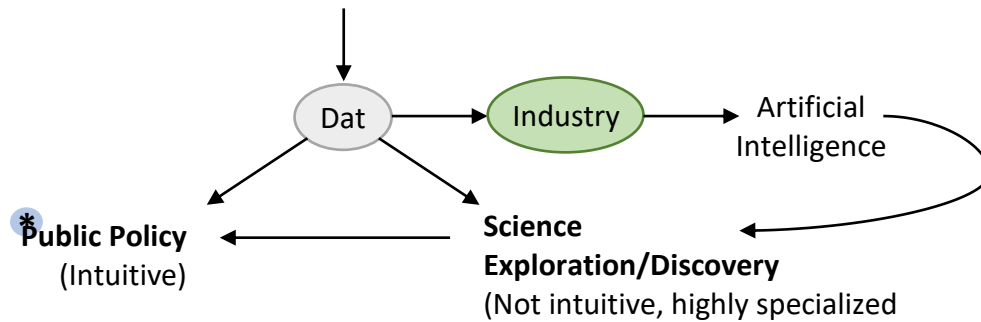 Dat
Industry
Artificial
Intelligence
*
Public Policy
(Intuitive)
Science
Exploration/Discovery
(Not intuitive, highly specialized